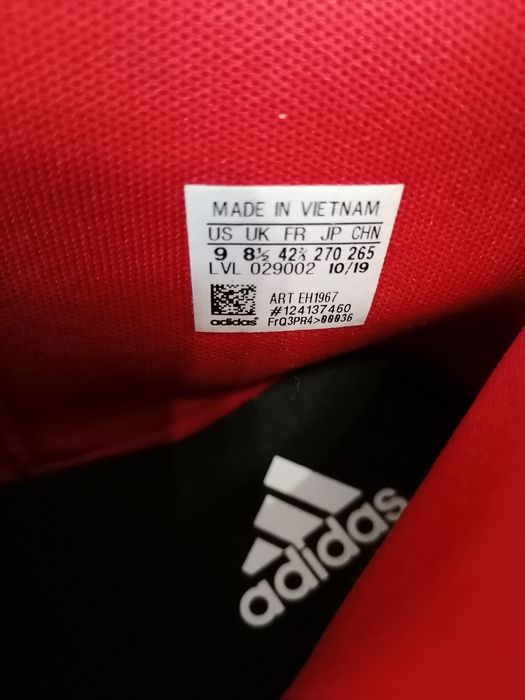 MADE IN VIETNAM
US UK FR JP CHN
9 8½ 42⅔ 270 265
LVL 029002 10/19
ART EH1967
#124137460
adidas FrQ3PR4>00036
adidas